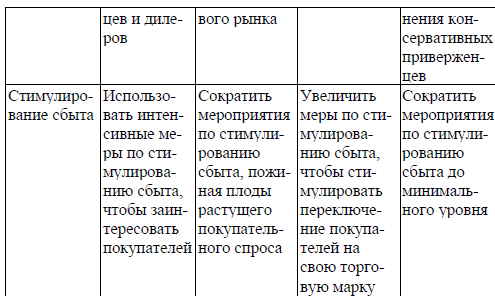 цев и диле-
ров
вого рынка
нения кон-
сервативных
привержен-
цев
Стимулиро-
вание сбыта
Использо-
вать интен-
сивные ме-
ры по сти-
мулирова-
нию сбыта,
чтобы заин-
тересовать
покупателей
Сократить
мероприятия
по стимули-
рованию
сбыта, пожи-
ная плоды
растущего
покупатель-
ного спроса
Увеличить
меры по сти-
мулирова-
нию сбыта,
чтобы сти-
мулировать
переключе-
ние покупа-
телей на
свою торго-
вую марку
Сократить
мероприятия
по стимули-
рованию
сбыта до
минималь-
ного уровня